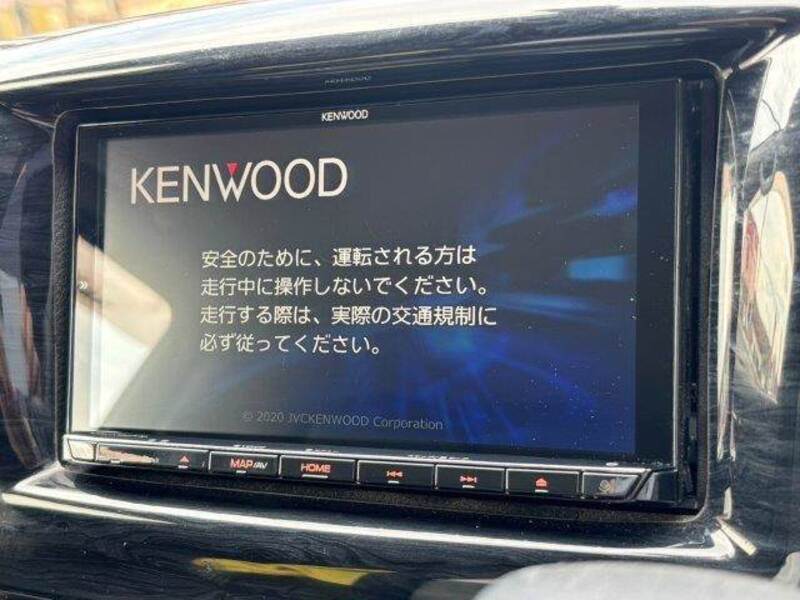 KENWOOD
KENWOOD
安全のために、運転される方は
走行中に操作しないでください。
走行する際は、実際の交通規制に
必ず従ってください。
© 2020 JVCKENWOOD Corporation
MAP/AV
HOME